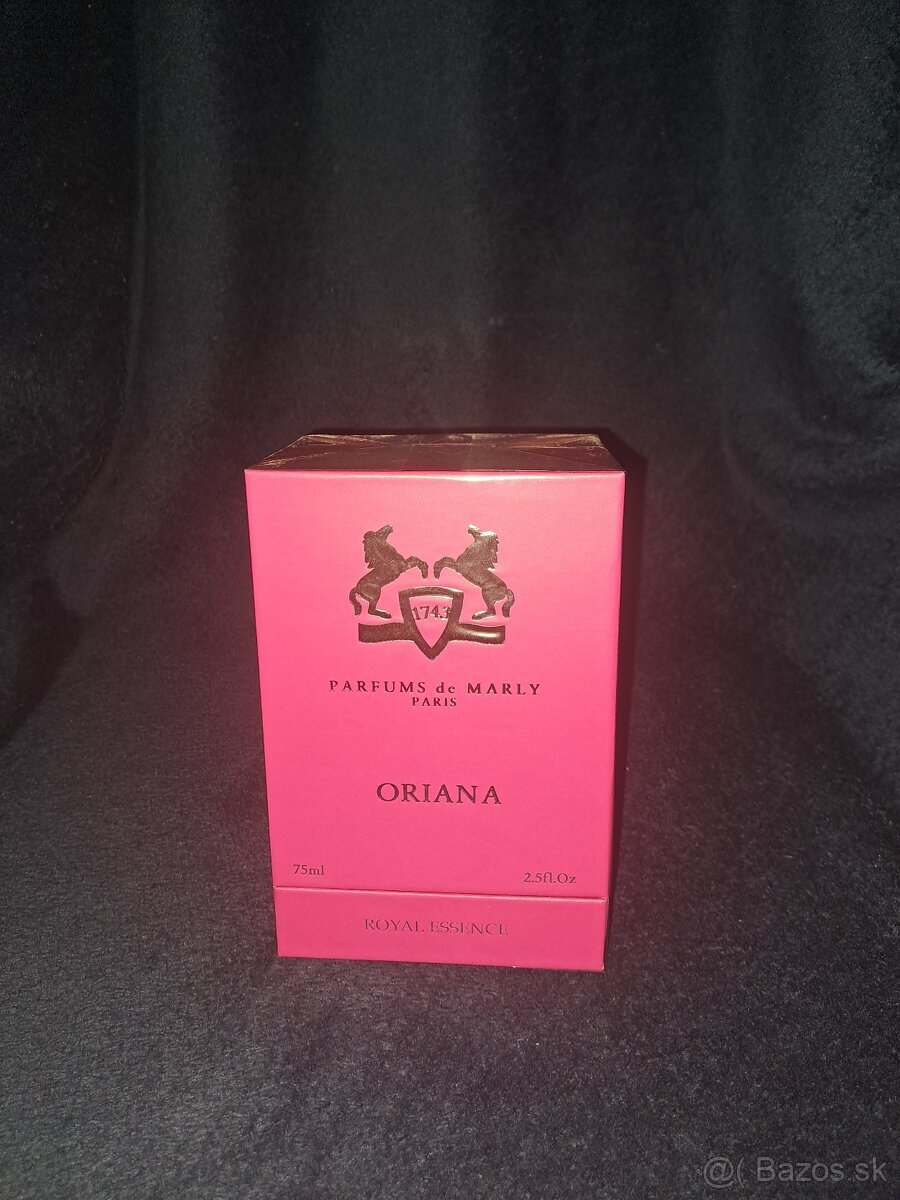 1743
PARFUMS de MARLY
PARIS
ORIANA
75ml
2.5fl.Oz
ROYAL ESSENCE
@( Bazos.sk